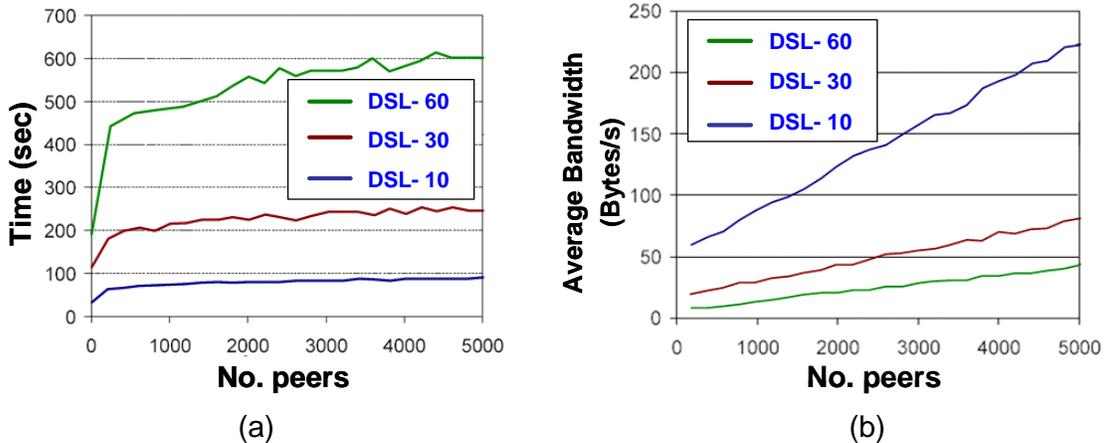 700
600
500
400
300
200
100
0
Time (sec)
DSL- 60
DSL- 30
DSL- 10
0 1000 2000 3000 4000 5000
No. peers
(a)
250
200
150
100
50
0
Average Bandwidth
(Bytes/s)
DSL- 60
DSL- 30
DSL- 10
0 1000 2000 3000 4000 5000
No. peers
(b)